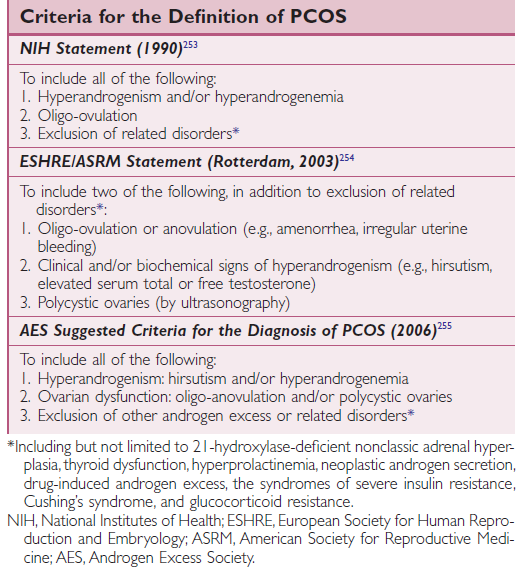 Criteria for the Definition of PCOS
NIH Statement (1990)253
To include all of the following:
1. Hyperandrogenism and/or hyperandrogenemia
2. Oligo-ovulation
3. Exclusion of related disorders*
ESHRE/ASRM Statement (Rotterdam, 2003)254
To include two of the following, in addition to exclusion of related
disorders*:
1. Oligo-ovulation or anovulation (e.g., amenorrhea, irregular uterine
bleeding)
2. Clinical and/or biochemical signs of hyperandrogenism (e.g., hirsutism,
elevated serum total or free testosterone)
3. Polycystic ovaries (by ultrasonography)
AES Suggested Criteria for the Diagnosis of PCOS (2006)255
To include all of the following:
1. Hyperandrogenism: hirsutism and/or hyperandrogenemia
2. Ovarian dysfunction: oligo-anovulation and/or polycystic ovaries
3. Exclusion of other androgen excess or related disorders*
*Including but not limited to 21-hydroxylase-deficient nonclassic adrenal hyper-
plasia, thyroid dysfunction, hyperprolactinemia, neoplastic androgen secretion,
drug-induced androgen excess, the syndromes of severe insulin resistance,
Cushing's syndrome, and glucocorticoid resistance.
NIH, National Institutes of Health; ESHRE, European Society for Human Repro-
duction and Embryology; ASRM, American Society for Reproductive Medi-
cine; AES, Androgen Excess Society.